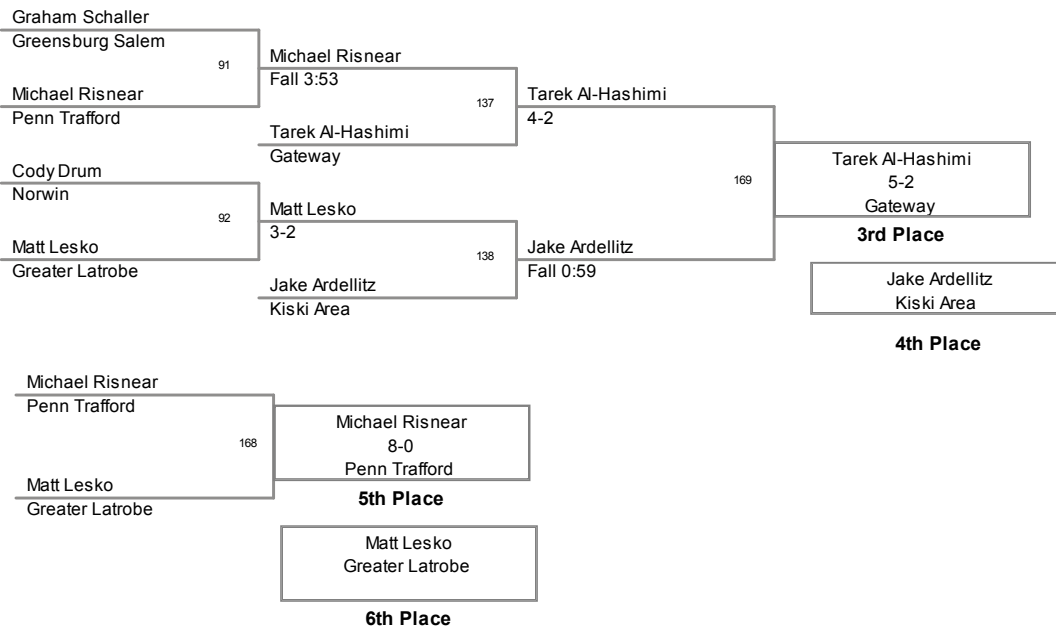 Graham Schaller
Greensburg Salem
91
Michael Risnear
Penn Trafford
Michael Risnear
Fall 3:53
137
Tarek Al-Hashimi
Gateway
Tarek Al-Hashimi
4-2
Cody Drum
Norwin
92
Matt Lesko
Greater Latrobe
Matt Lesko
3-2
138
Jake Ardellitz
Kiski Area
Jake Ardellitz
Fall 0:59
169
Tarek Al-Hashimi
5-2
Gateway
3rd Place
Jake Ardellitz
Kiski Area
4th Place
Michael Risnear
Penn Trafford
168
Matt Lesko
Greater Latrobe
Michael Risnear
8-0
Penn Trafford
5th Place
Matt Lesko
Greater Latrobe
6th Place